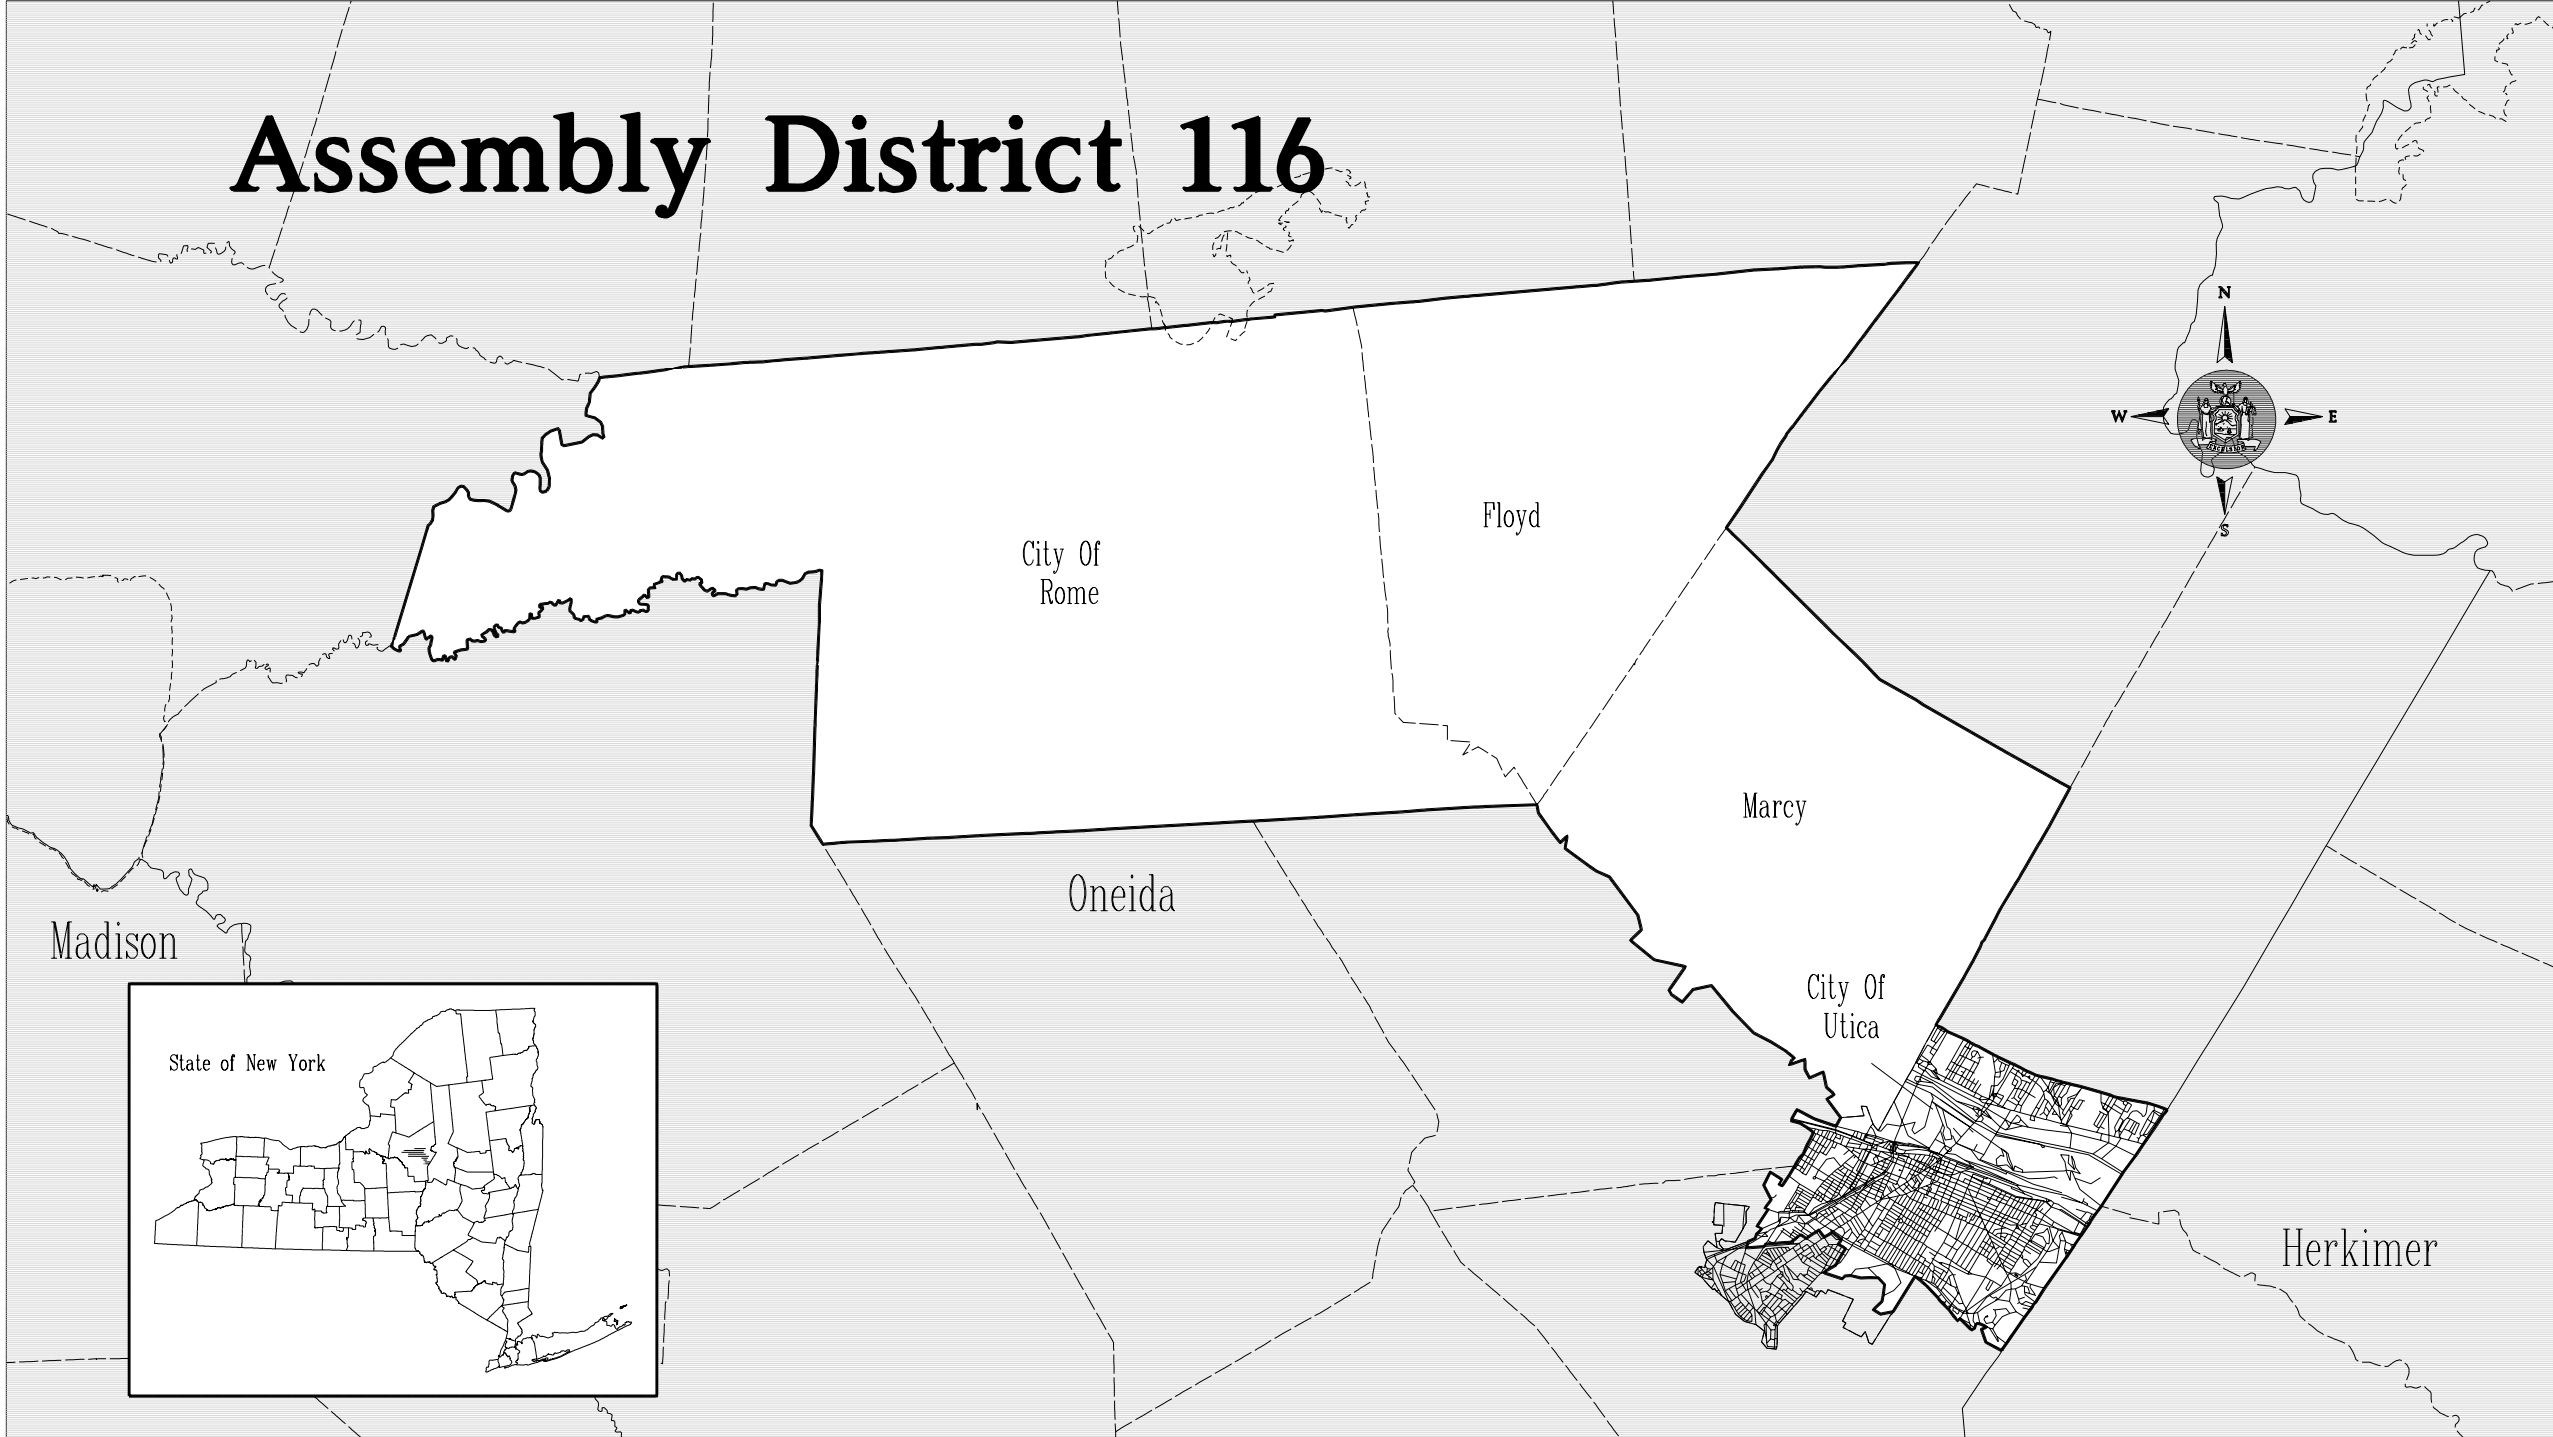 Assembly District 116
N
W
E
S
Floyd
City Of
Rome
Marcy
Oneida
Madison
City Of
Utica
State of New York
Herkimer